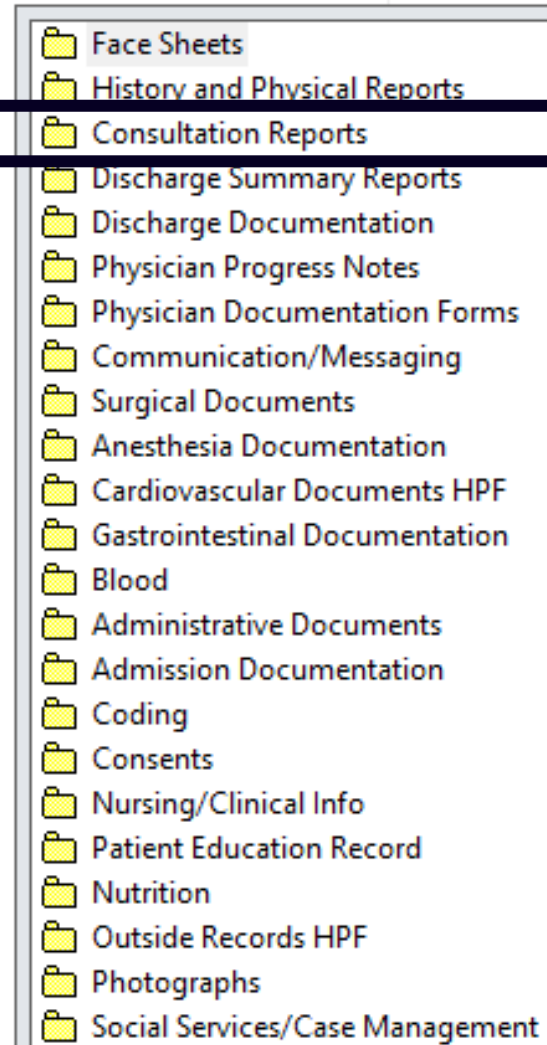 Face Sheets
History and Physical Reports
Consultation Reports
Discharge Summary Reports
Discharge Documentation
Physician Progress Notes
Physician Documentation Forms
Communication/Messaging
Surgical Documents
Anesthesia Documentation
Cardiovascular Documents HPF
Gastrointestinal Documentation
Blood
Administrative Documents
Admission Documentation
Coding
Consents
Nursing/Clinical Info
Patient Education Record
Nutrition
Outside Records HPF
Photographs
Social Services/Case Management